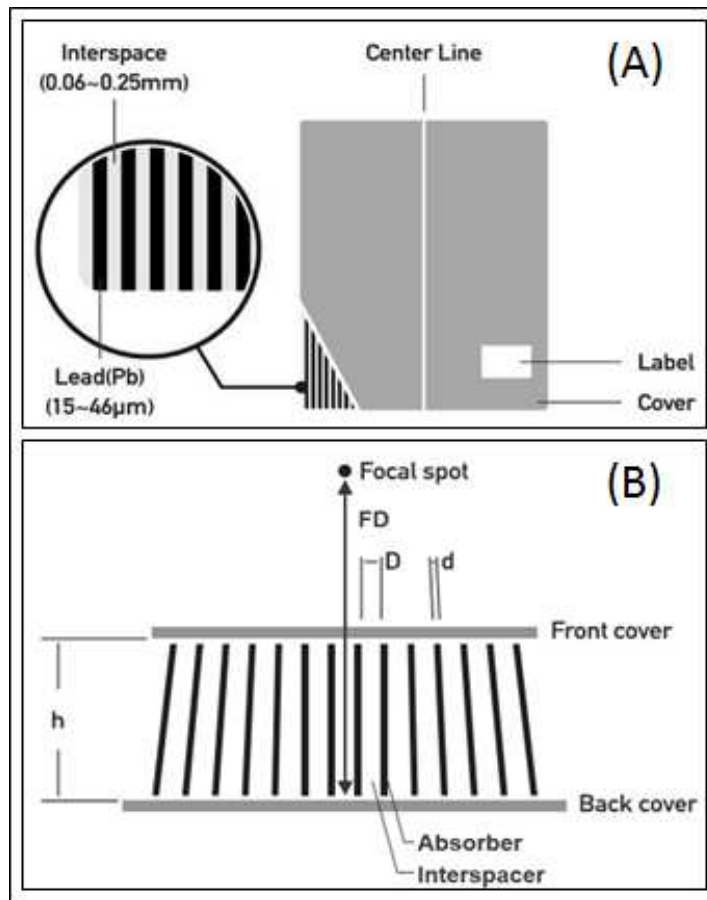 Interspace
(0.06~0.25mm)
Center Line
(A)
Lead(Pb)
(15~46μm)
Label
Cover
(B)
Focal spot
FD
D
d
Front cover
h
Back cover
Absorber
Interspacer